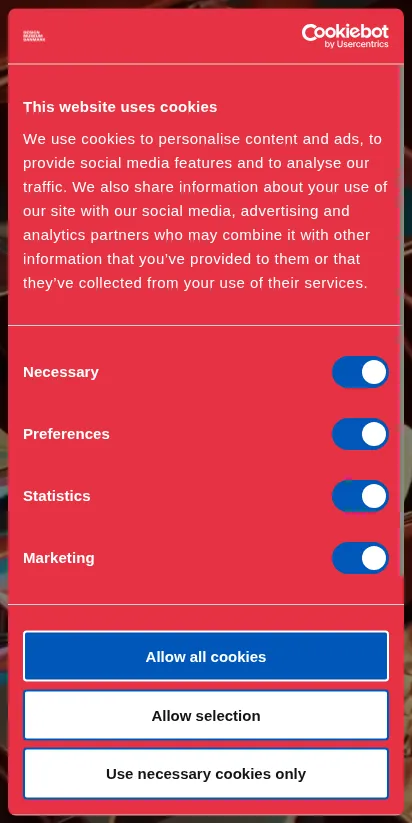 DESIGN
MUSEUM
DANMARK
Cookiebot
by Usercentrics
This website uses cookies
We use cookies to personalise content and ads, to
provide social media features and to analyse our
traffic. We also share information about your use of
our site with our social media, advertising and
analytics partners who may combine it with other
information that you’ve provided to them or that
they’ve collected from your use of their services.
Necessary
Preferences
Statistics
Marketing
Allow all cookies
Allow selection
Use necessary cookies only